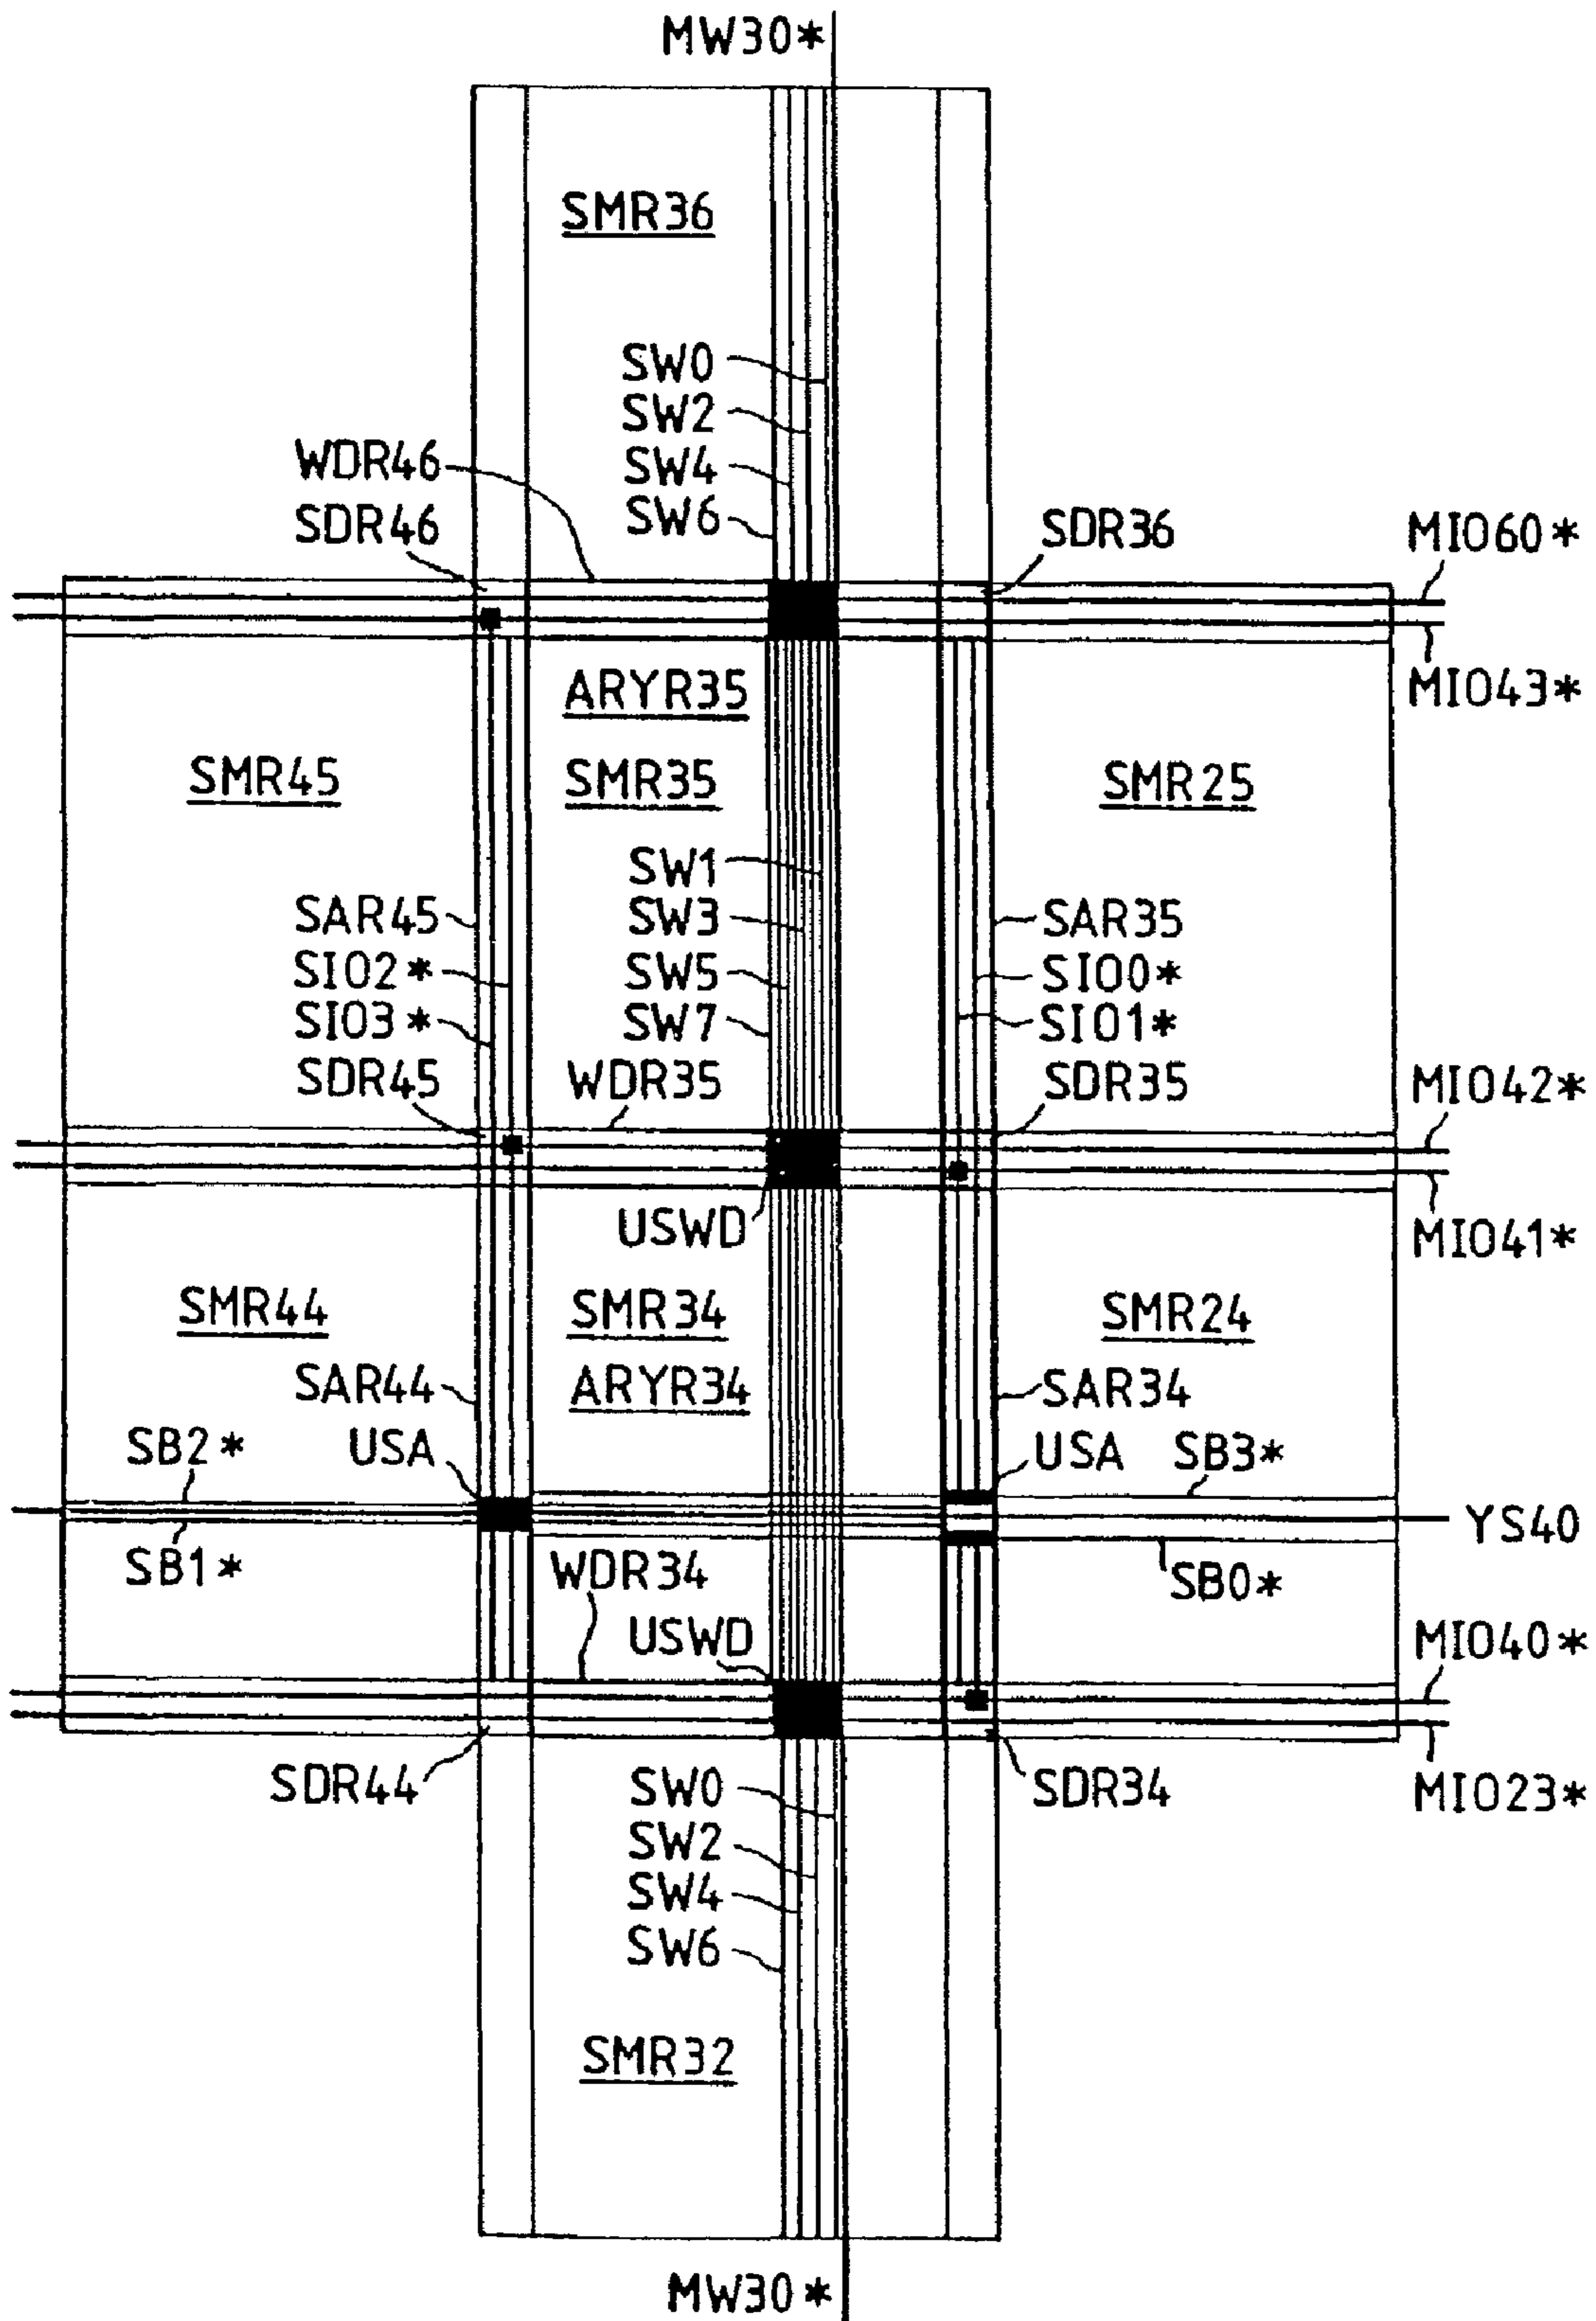 MW30*
SMR36
SW0
SW2
WDR46
SW4
SDR46
SW6
SDR36
MIO60*
ARYR35
MIO43*
SMR45
SMR35
SMR25
SW1
SAR45
SW3
SAR35
SIO2*
SW5
SIO0*
SIO3*
SW7
SIO1*
SDR45
WDR35
SDR35
MIO42*
USWD
MIO41*
SMR44
SMR34
SMR24
SAR44
ARYR34
SAR34
SB2*
USA
USA
SB3*
YS40
SB1*
WDR34
SB0*
USWD
MIO40*
SDR44
SW0
SDR34
MIO23*
SW2
SW4
SW6
SMR32
MW30*